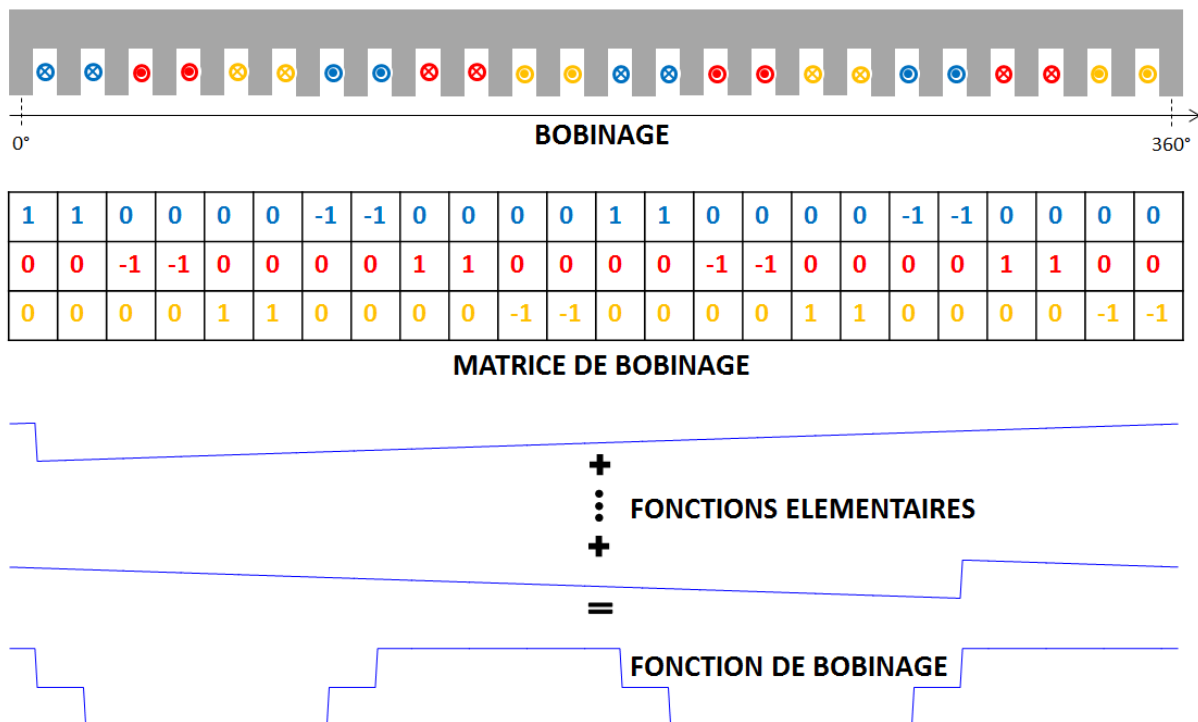 0°
360°
BOBINAGE
1 1 0 0 0 0 -1 -1 0 0 0 0 1 1 0 0 0 0 -1 -1 0 0 0 0
0 0 -1 -1 0 0 0 0 1 1 0 0 0 0 -1 -1 0 0 0 0 1 1 0 0
0 0 0 0 1 1 0 0 0 0 -1 -1 0 0 0 0 1 1 0 0 0 0 -1 -1
MATRICE DE BOBINAGE
+
FONCTIONS ELEMENTAIRES
+
=
FONCTION DE BOBINAGE